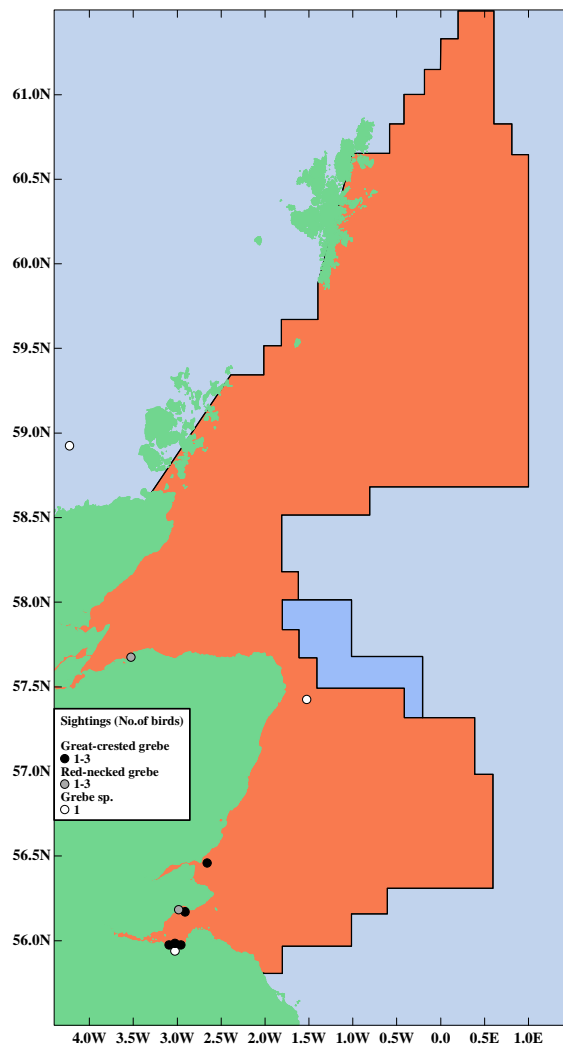 61.0N
60.5N
60.0N
59.5N
59.0N
58.5N
58.0N
57.5N
Sightings (No.of birds)
Great-crested grebe
1-3
Red-necked grebe
1-3
Grebe sp.
1
57.0N
56.5N
56.0N
4.0W 3.5W 3.0W 2.5W 2.0W 1.5W 1.0W 0.5W 0.0 0.5E 1.0E